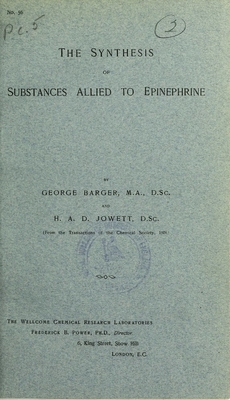 No. 56
p.c.5
2
THE SYNTHESIS
OF
SUBSTANCES ALLIED TO EPINEPHRINE
BY
GEORGE BARGER, M.A., D.Sc.
AND
H. A. D. JOWETT, D.Sc.
(From the Transactions of the Chemical Society, 1905)
THE WELLCOME CHEMICAL RESEARCH LABORATORIES
FREDERICK B. POWER, PH.D., Director
6, King Street, Snow Hill
LONDON, E.C.